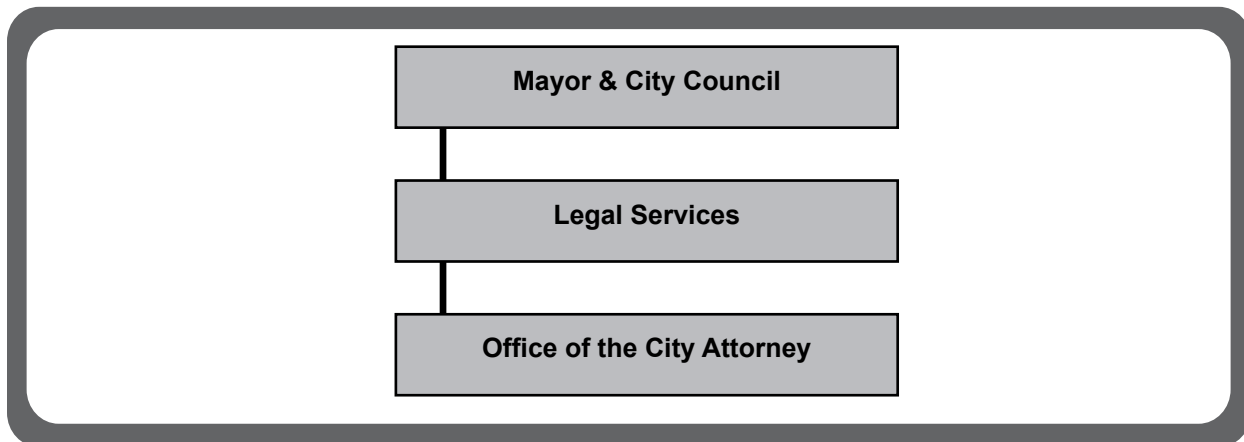 Mayor & City Council
Legal Services
Office of the City Attorney